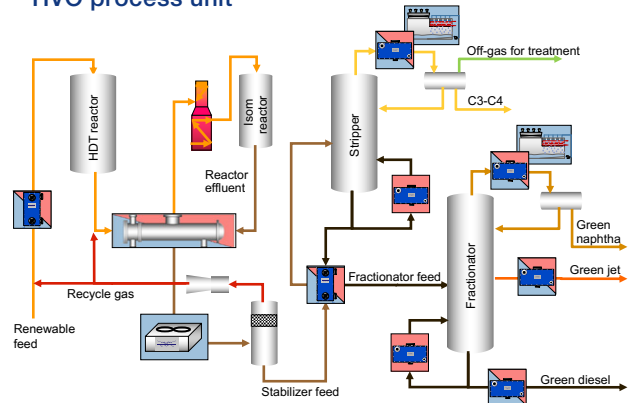 HVO process unit
Off-gas for treatment
C3-C4
HDT reactor
Isom
reactor
Stripper
Reactor
effluent
Green
naphtha
Fractionator feed
Green jet
Fractionator
Recycle gas
Renewable
feed
Stabilizer feed
Green diesel